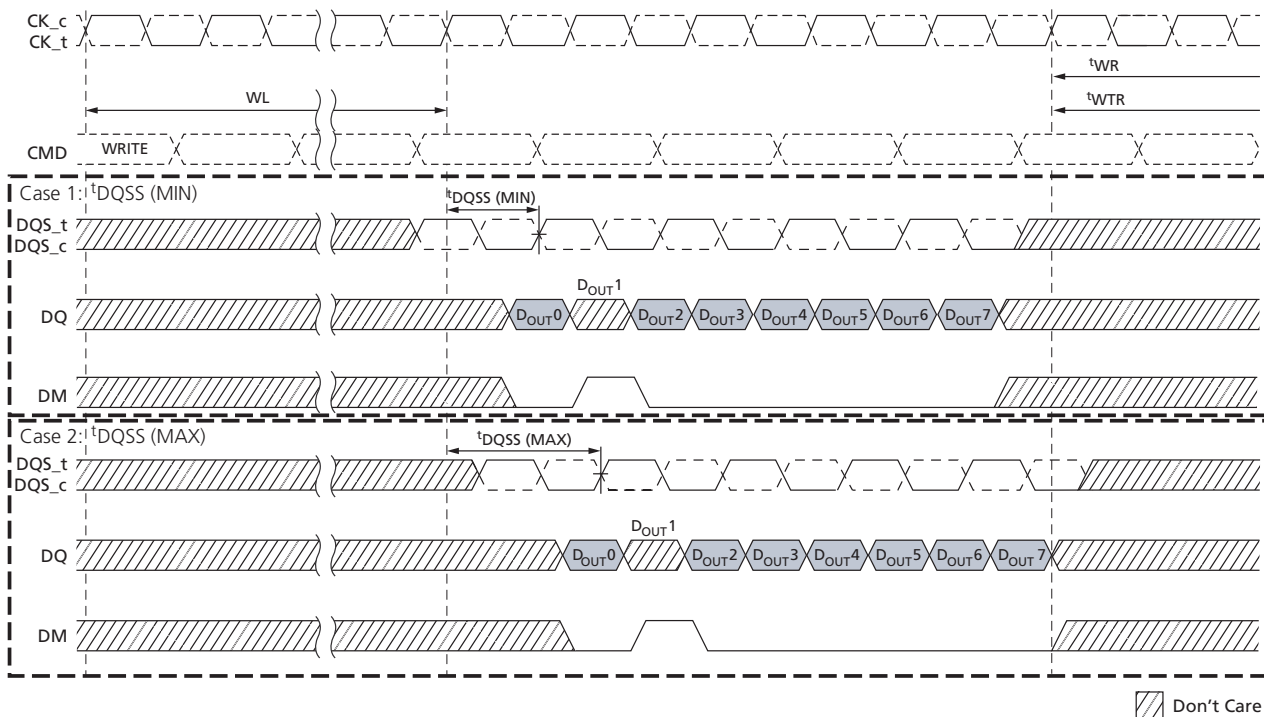 CK_c
CK_t
tWR
WL
tWTR
CMD
WRITE
Case 1: tDQSS (MIN)
tDQSS (MIN)
DQS_t
DQS_c
DOUT1
DQ
DOUT0 DOUT2 DOUT3 DOUT4 DOUT5 DOUT6 DOUT7
DM
Case 2: tDQSS (MAX)
tDQSS (MAX)
DQS_t
DQS_c
DOUT1
DQ
DOUT0 DOUT2 DOUT3 DOUT4 DOUT5 DOUT6 DOUT 7
DM
Don't Care